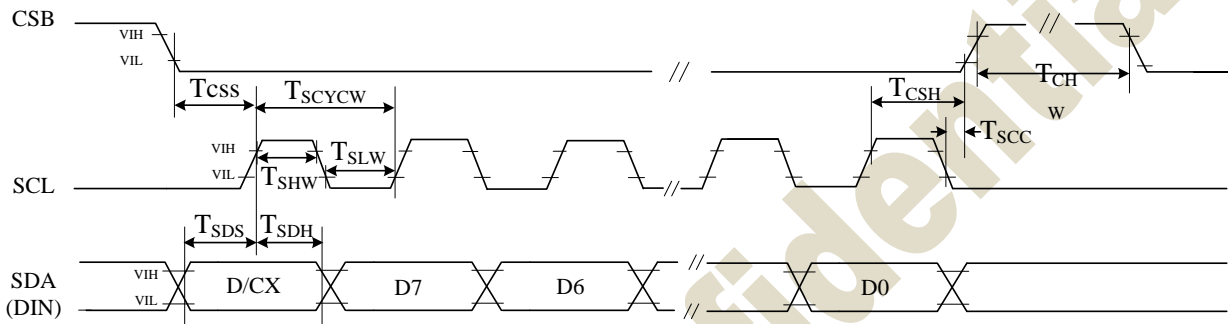 CSB
VIH
VIL
Tcss
TSCYCW
TCSH
TCH
W
TSCC
VIH
VIL
TSHW
TSLW
SCL
TSDS
TSDH
SDA
(DIN)
VIH
VIL
D/CX
D7
D6
D0
//
//
//
//
//
//